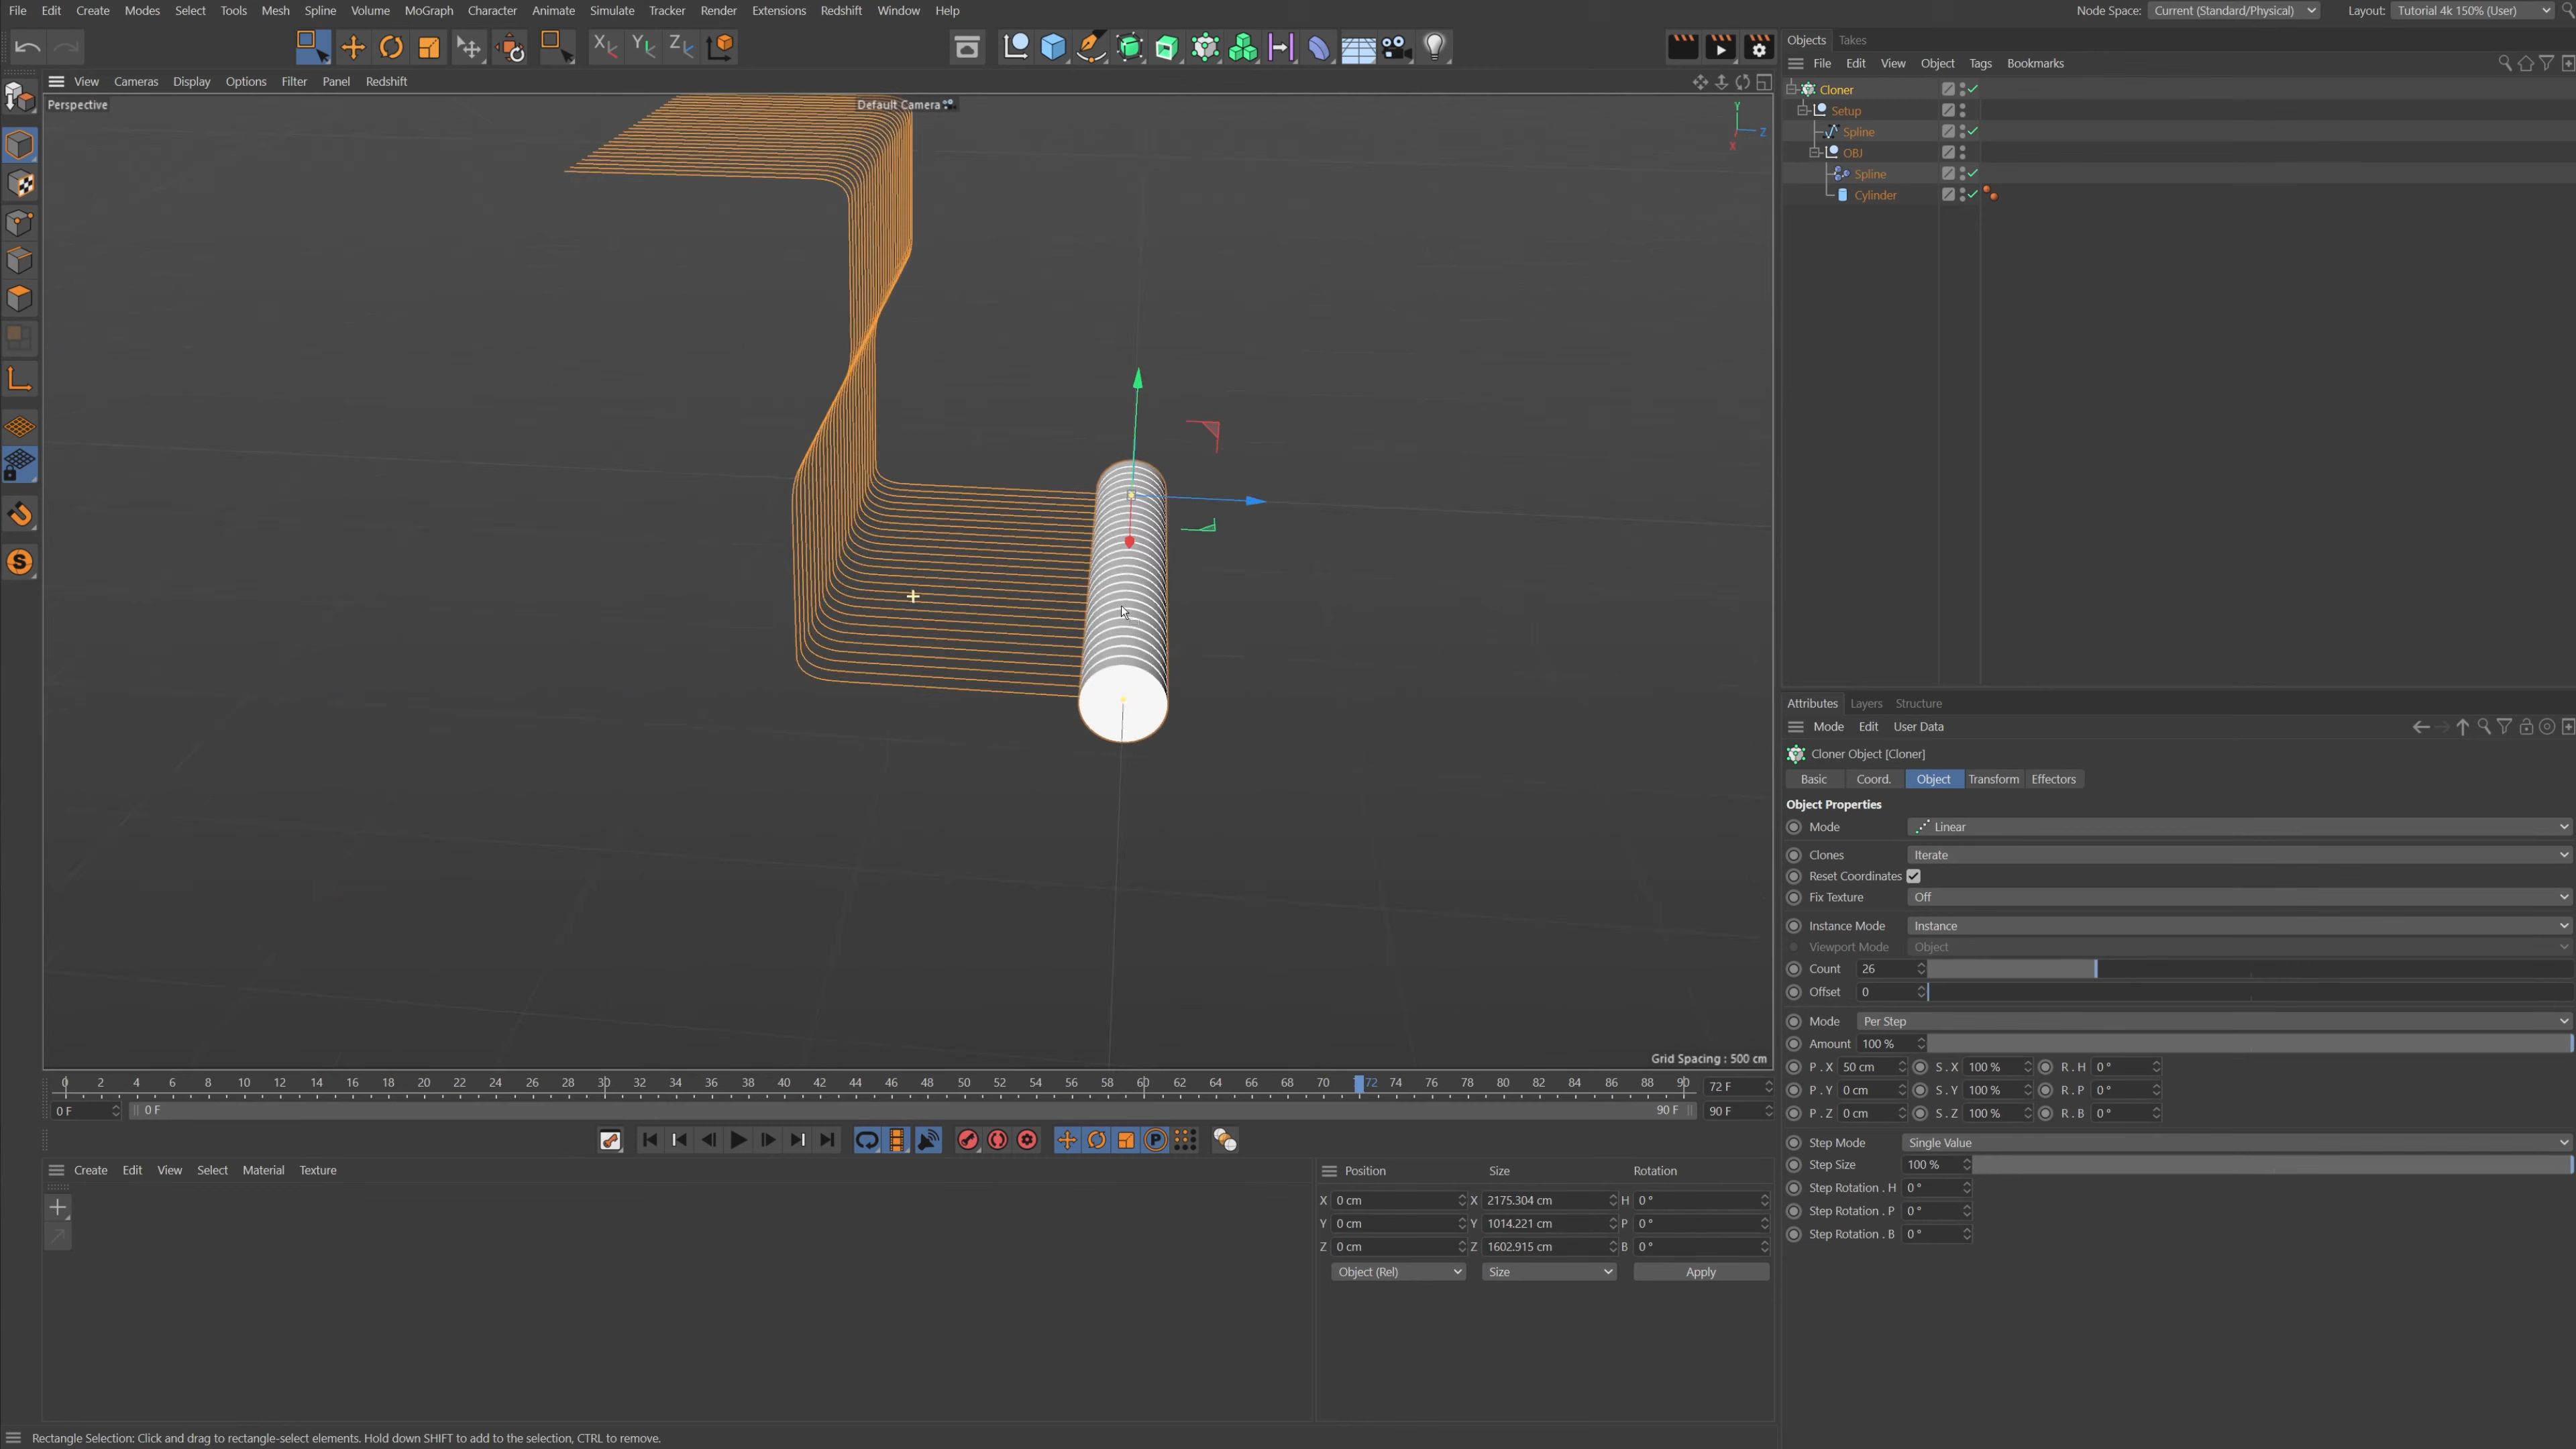 File Edit Create Modes Select Tools Mesh Spline Volume MoGraph Character Animate Simulate Tracker Render Extensions Redshift Window Help
Node Space: Current (Standard/Physical) Layout: Tutorial 4k 150% (User)
X Y Z
Objects Takes
File Edit View Object Tags Bookmarks
View Cameras Display Options Filter Panel Redshift
Perspective
Default Camera
Y
Z
X
Cloner
Setup
Spline
OBJ
Spline
Cylinder
S
Grid Spacing : 500 cm
Attributes Layers Structure
Mode Edit User Data
Cloner Object [Cloner]
Basic Coord. Object Transform Effectors
Object Properties
Mode Linear
Clones Iterate
Reset Coordinates
Fix Texture Off
Instance Mode Instance
Viewport Mode Object
Count 26
Offset 0
Mode Per Step
Amount 100 %
P . X 50 cm S . X 100 % R . H 0 °
P . Y 0 cm S . Y 100 % R . P 0 °
P . Z 0 cm S . Z 100 % R . B 0 °
Step Mode Single Value
Step Size 100 %
Step Rotation . H 0 °
Step Rotation . P 0 °
Step Rotation . B 0 °
0 2 4 6 8 10 12 14 16 18 20 22 24 26 28 30 32 34 36 38 40 42 44 46 48 50 52 54 56 58 60 62 64 66 68 70 72 74 76 78 80 82 84 86 88 90 72 F
0 F 0 F 90 F 90 F
P
Create Edit View Select Material Texture
Position Size Rotation
X 0 cm X 2175.304 cm H 0 °
Y 0 cm Y 1014.221 cm P 0 °
Z 0 cm Z 1602.915 cm B 0 °
Object (Rel) Size Apply
Rectangle Selection: Click and drag to rectangle-select elements. Hold down SHIFT to add to the selection, CTRL to remove.